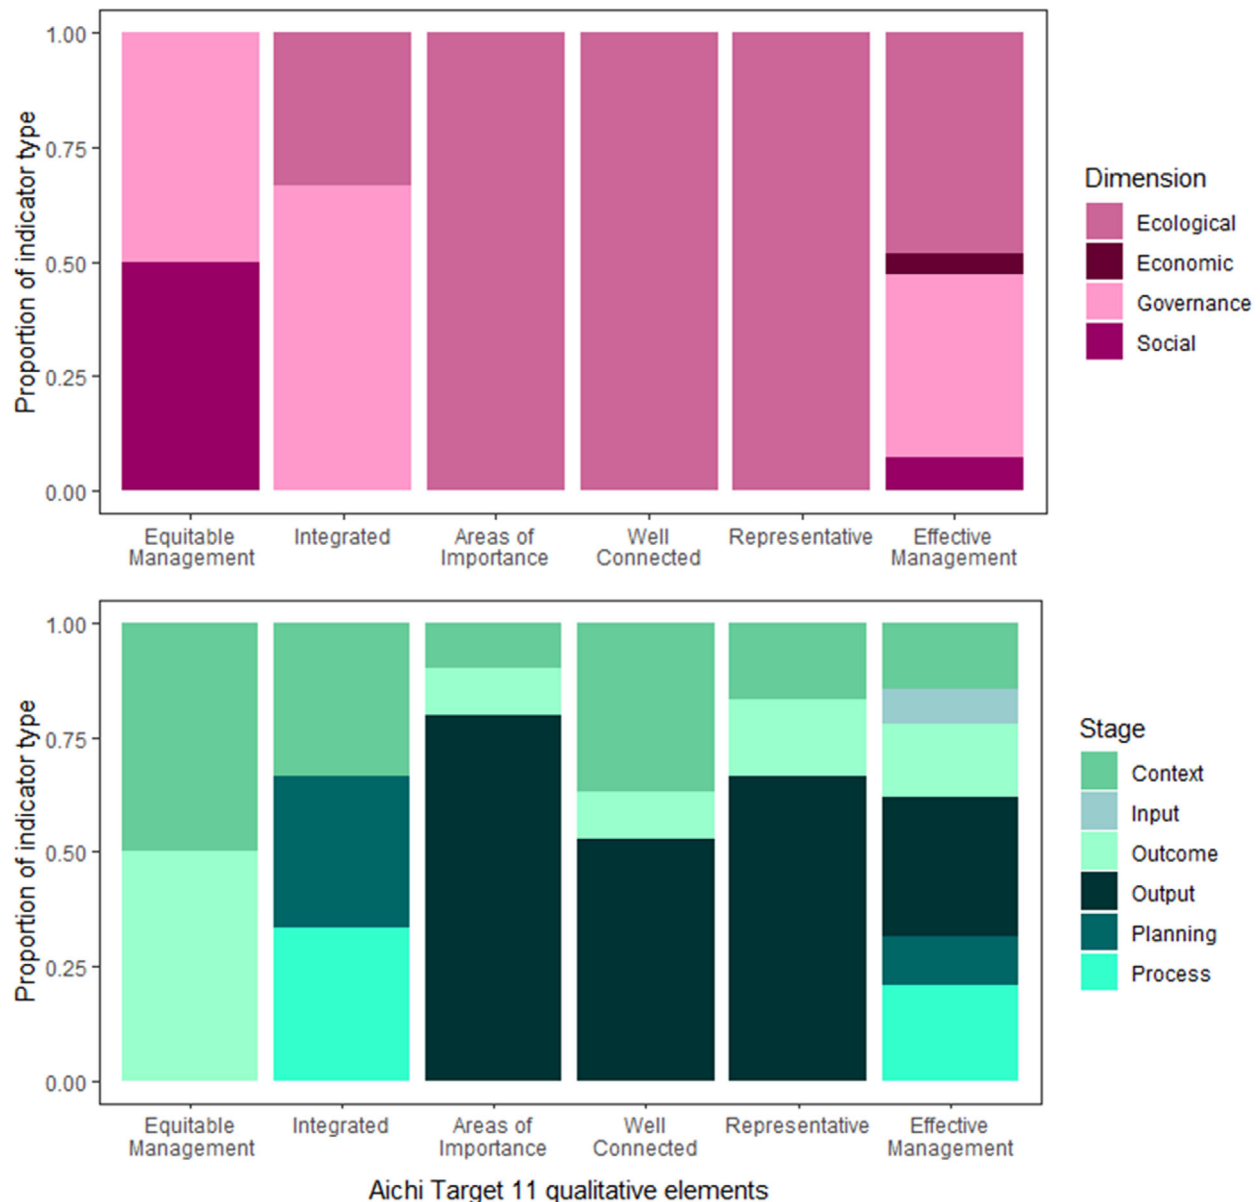 Proportion of indicator type
1.00
0.75
0.50
0.25
0.00
Equitable
Management
Integrated
Areas of
Importance
Well
Connected
Representative
Effective
Management
Dimension
Ecological
Economic
Governance
Social
Proportion of indicator type
1.00
0.75
0.50
0.25
0.00
Equitable
Management
Integrated
Areas of
Importance
Well
Connected
Representative
Effective
Management
Stage
Context
Input
Outcome
Output
Planning
Process
Aichi Target 11 qualitative elements